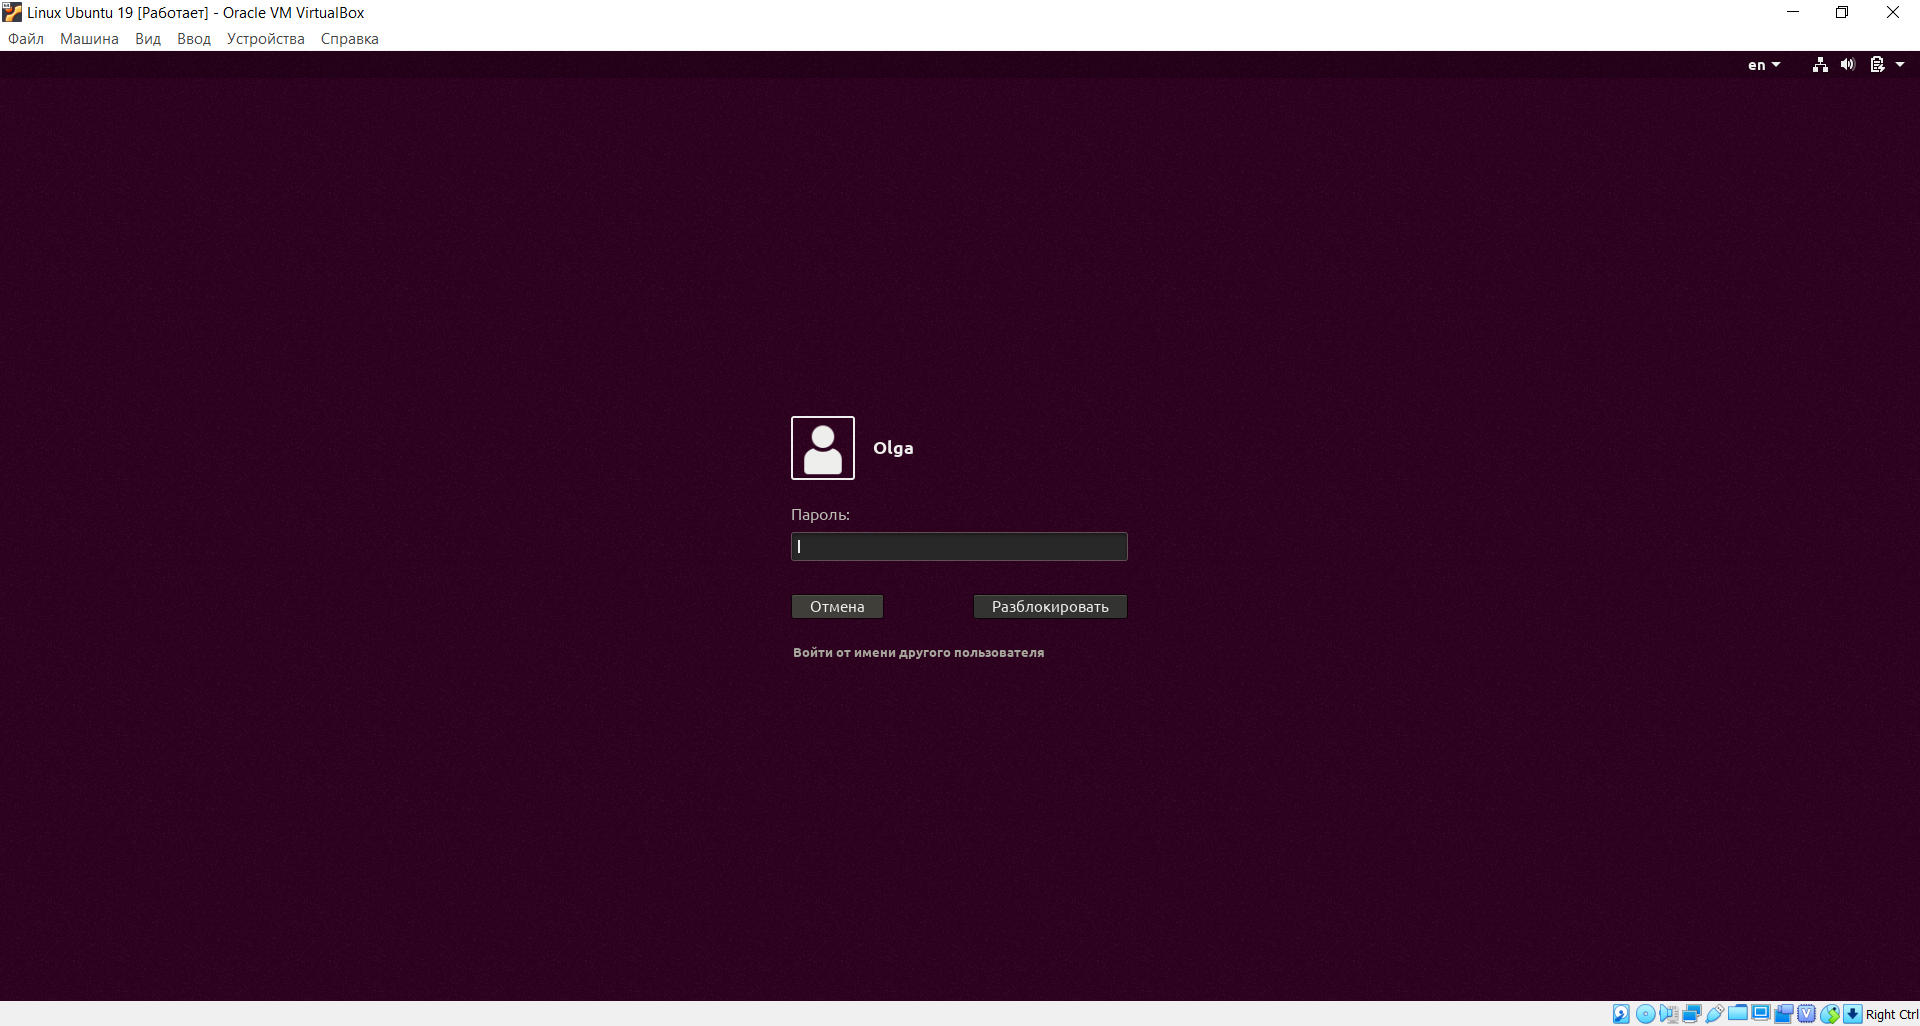 Linux Ubuntu 19 [Работает] - Oracle VM VirtualBox
Файл Машина Вид Ввод Устройства Справка
en
Olga
Пароль:
Отмена Разблокировать
Войти от имени другого пользователя
Right Ctrl